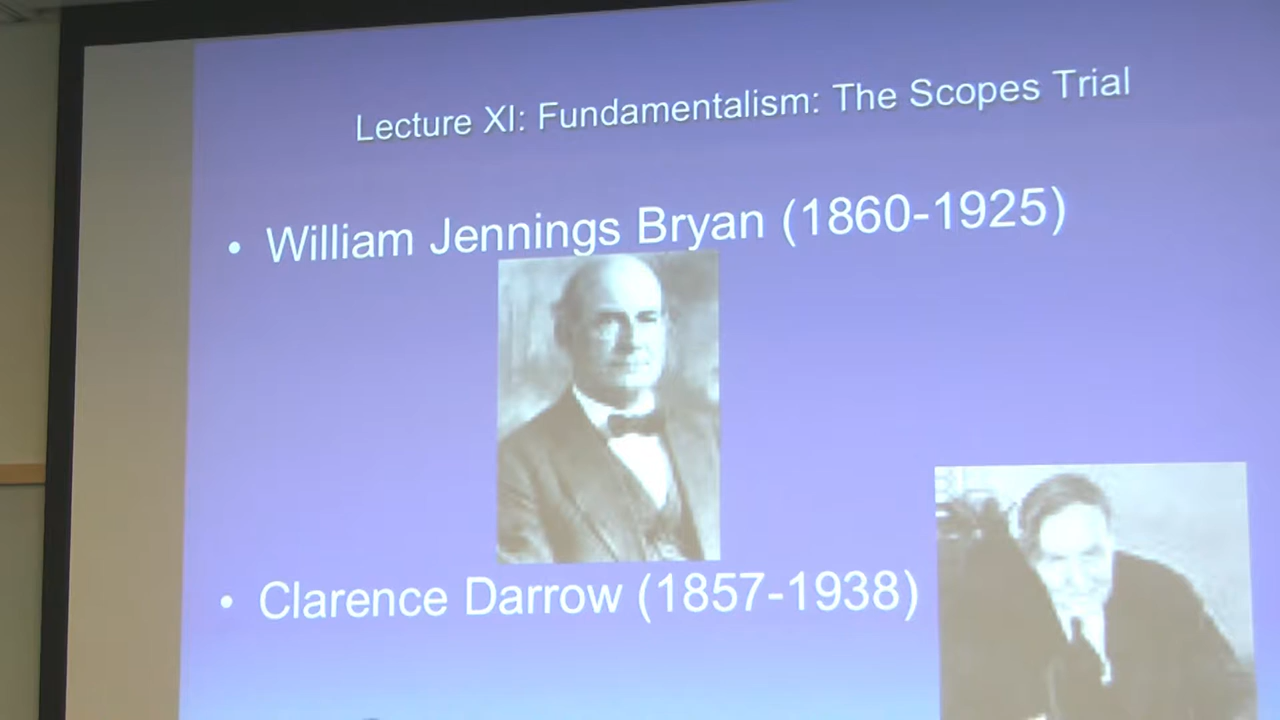 Lecture XI: Fundamentalism: The Scopes Trial
• William Jennings Bryan (1860-1925)
• Clarence Darrow (1857-1938)